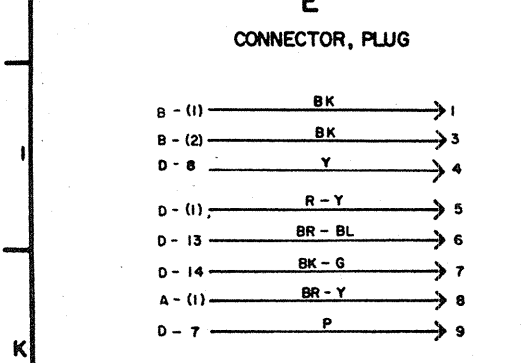 E
CONNECTOR, PLUG
B - (1) BK 1
B - (2) BK 3
D - 8 Y 4
I
D - (1) R - Y 5
D - 13 BR - BL 6
D - 14 BK - G 7
A - (1) BR - Y 8
D - 7 P 9
K